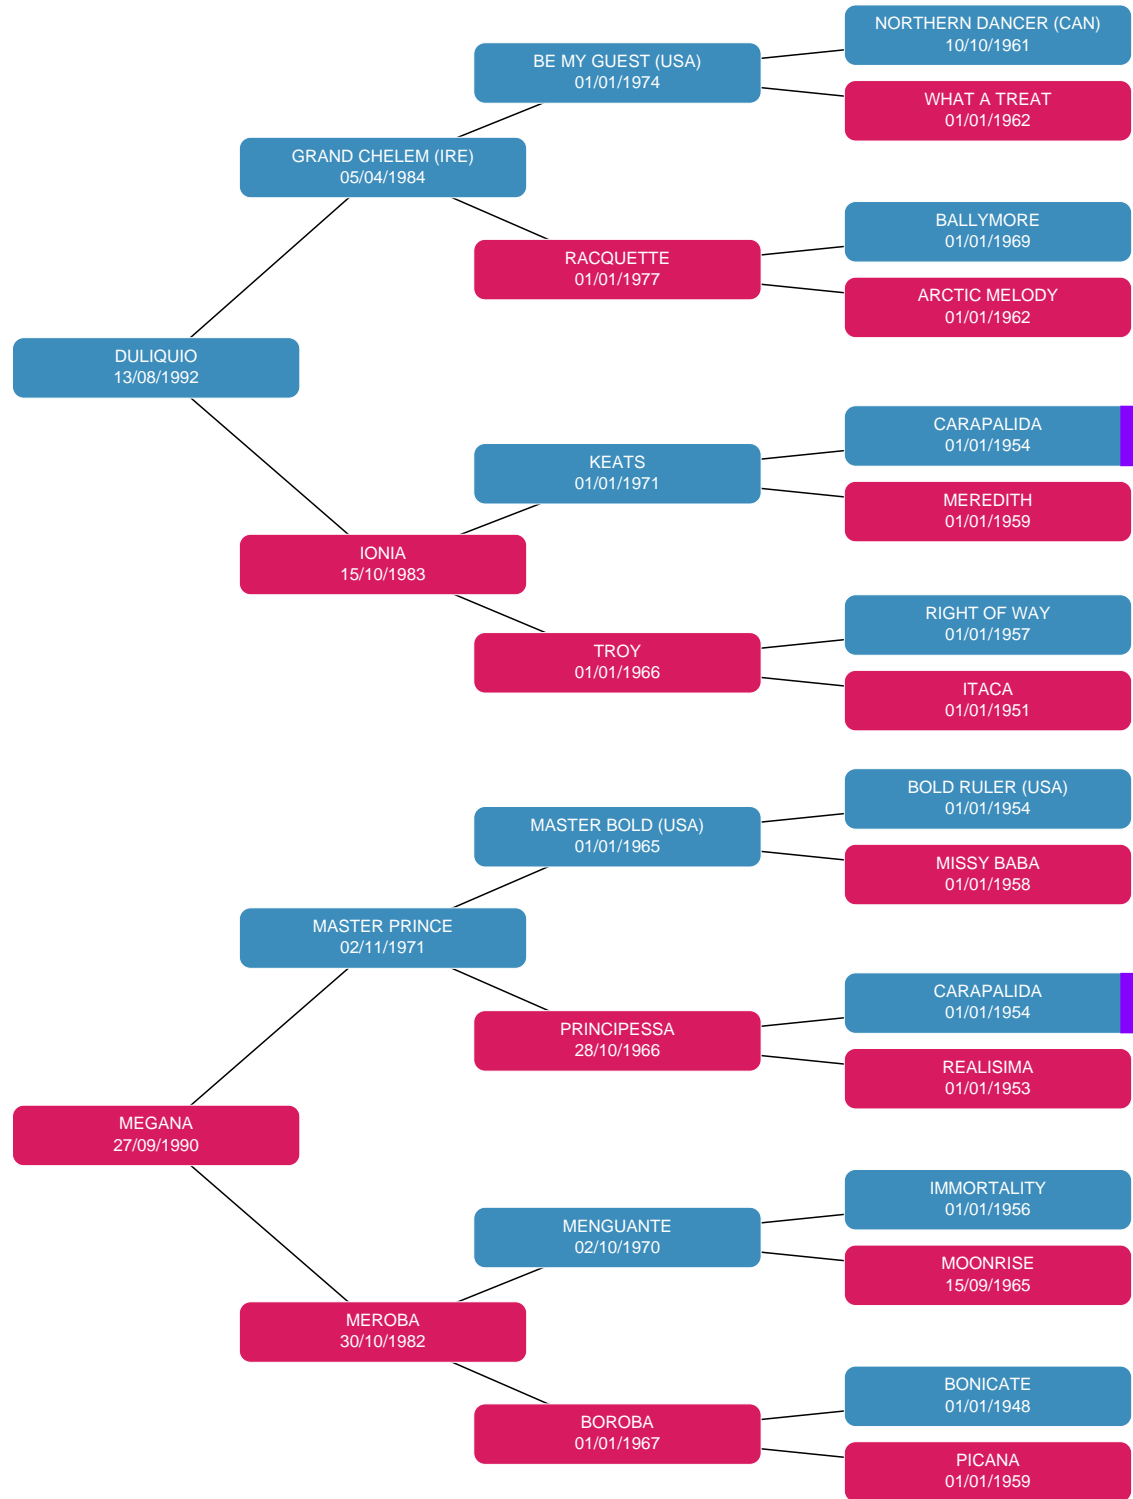 NORTHERN DANCER (CAN)
10/10/1961
BE MY GUEST (USA)
01/01/1974
WHAT A TREAT
01/01/1962
GRAND CHELEM (IRE)
05/04/1984
BALLYMORE
01/01/1969
RACQUETTE
01/01/1977
ARCTIC MELODY
01/01/1962
DULIQUIO
13/08/1992
CARAPALIDA
01/01/1954
KEATS
01/01/1971
MEREDITH
01/01/1959
IONIA
15/10/1983
RIGHT OF WAY
01/01/1957
TROY
01/01/1966
ITACA
01/01/1951
BOLD RULER (USA)
01/01/1954
MASTER BOLD (USA)
01/01/1965
MISSY BABA
01/01/1958
MASTER PRINCE
02/11/1971
CARAPALIDA
01/01/1954
PRINCIPESSA
28/10/1966
REALISIMA
01/01/1953
MEGANA
27/09/1990
IMMORTALITY
01/01/1956
MENGUANTE
02/10/1970
MOONRISE
15/09/1965
MEROBA
30/10/1982
BONICATE
01/01/1948
BOROBA
01/01/1967
PICANA
01/01/1959